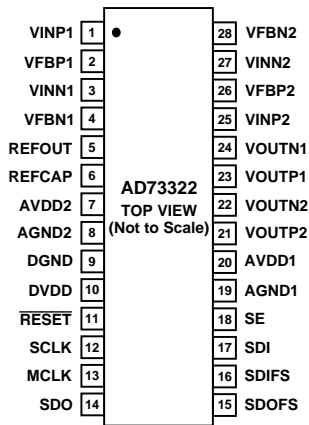 VINP1 1 28 VFBN2
VFBP1 2 27 VINN2
VINN1 3 26 VFBP2
VFBN1 4 25 VINP2
REFOUT 5 24 VOUTN1
REFCAP 6 23 VOUTP1
AVDD2 7 22 VOUTN2
AGND2 8 21 VOUTP2
DGND 9 20 AVDD1
DVDD 10 19 AGND1
RESET 11 18 SE
SCLK 12 17 SDI
MCLK 13 16 SDIFS
SDO 14 15 SDOFS
AD73322
TOP VIEW
(Not to Scale)